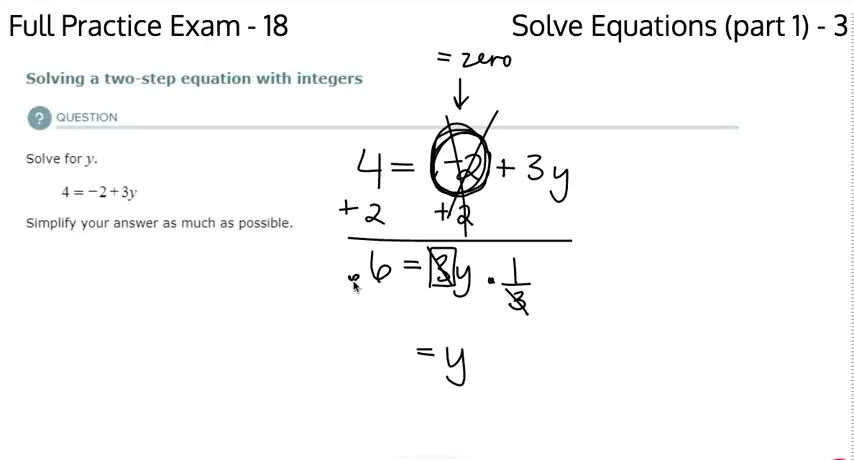 Full Practice Exam - 18
Solve Equations (part 1) - 3
= zero
Solving a two-step equation with integers
? QUESTION
Solve for y.
4 = −2+3y
Simplify your answer as much as possible.
4 = -2 + 3y
+2 +2
6 = 3y · 1/3
= y